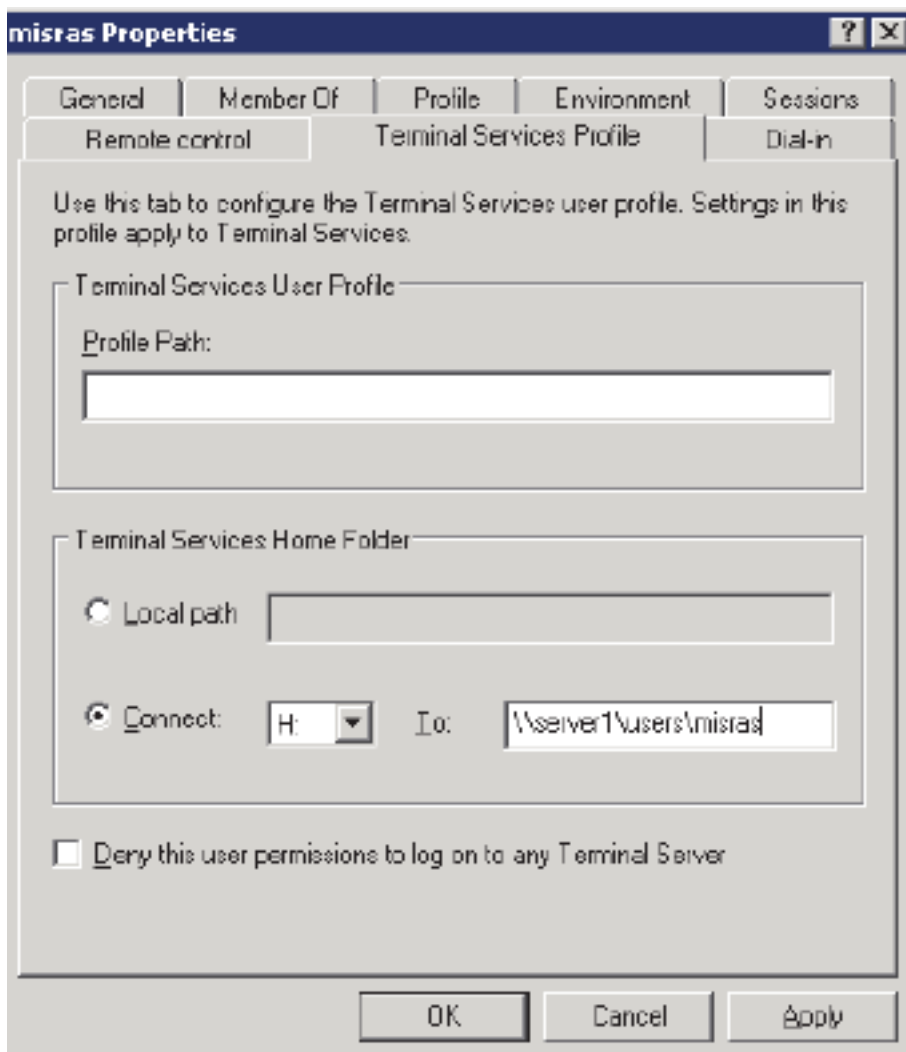 misras Properties
General Member Of Profile Environment Sessions
Remote control Terminal Services Profile Dial-in
Use this tab to configure the Terminal Services user profile. Settings in this
profile apply to Terminal Services.
Terminal Services User Profile
Profile Path:
Terminal Services Home Folder
Local path
Connect: H: To: \\server1\users\misras
Deny this user permissions to log on to any Terminal Server
OK Cancel Apply